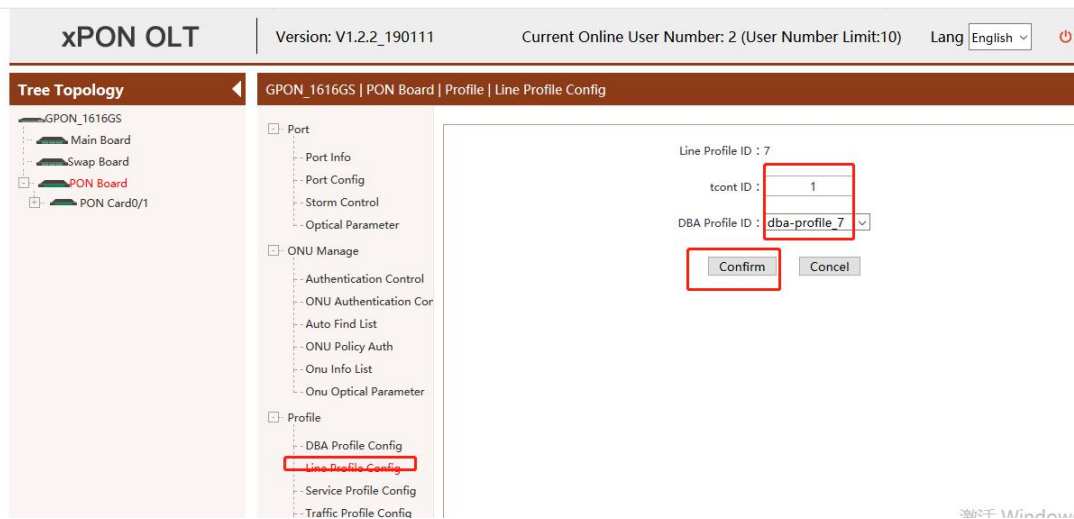 xPON OLT
Version: V1.2.2_190111
Current Online User Number: 2 (User Number Limit:10)
Lang English
Tree Topology
GPON_1616GS
Main Board
Swap Board
PON Board
PON Card0/1
GPON_1616GS | PON Board | Profile | Line Profile Config
Port
Port Info
Port Config
Storm Control
Optical Parameter
ONU Manage
Authentication Control
ONU Authentication Cor
Auto Find List
ONU Policy Auth
Onu Info List
Onu Optical Parameter
Profile
DBA Profile Config
Line Profile Config
Service Profile Config
Traffic Profile Config
Line Profile ID：7
tcont ID： 1
DBA Profile ID： dba-profile_7
Confirm Concel
激活 Windows